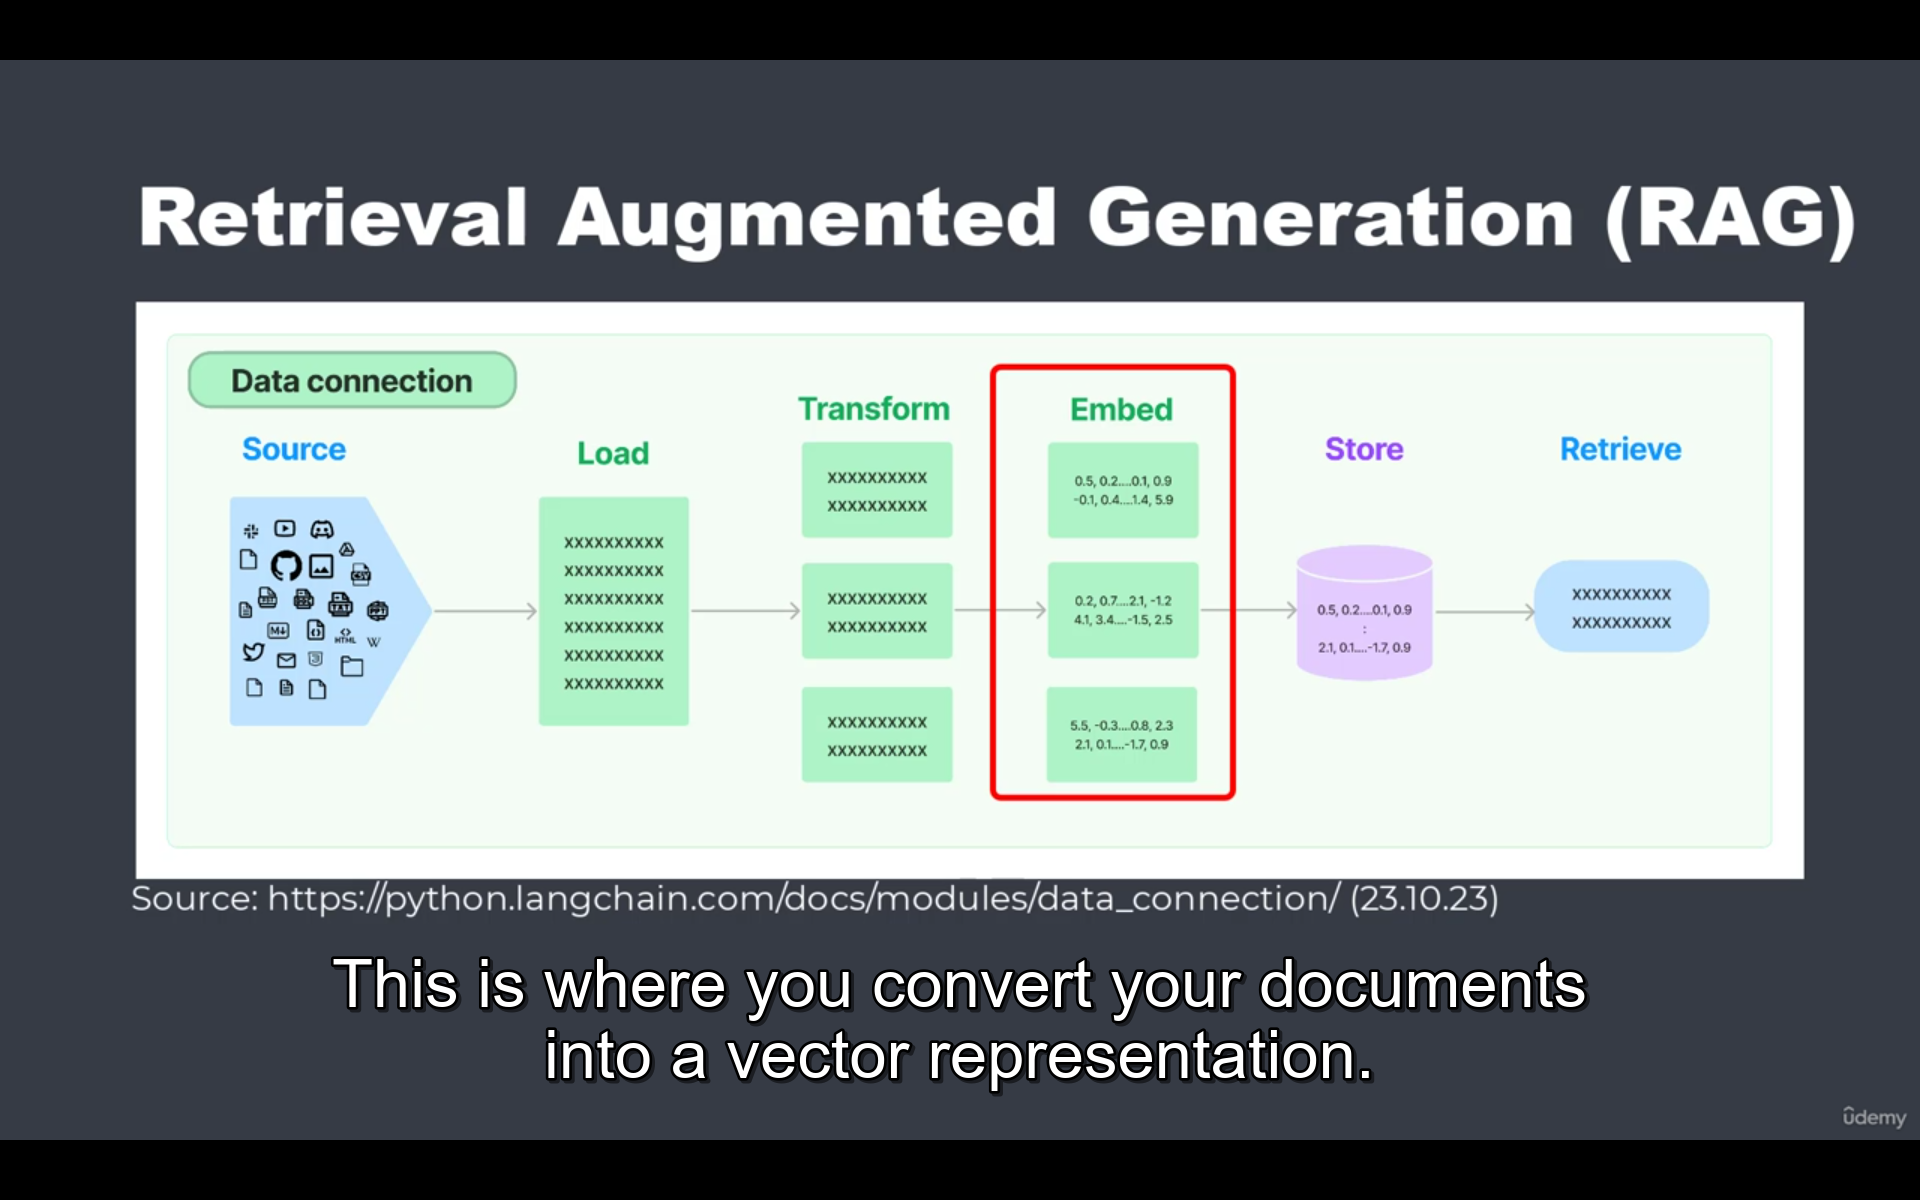 Retrieval Augmented Generation (RAG)
Data connection
Source
Load
Transform
Embed
Store
Retrieve
CSV
TXT
PPT
M↓
HTML
W
XXXXXXXXXX
XXXXXXXXXX
XXXXXXXXXX
XXXXXXXXXX
XXXXXXXXXX
XXXXXXXXXX
XXXXXXXXXX
XXXXXXXXXX
XXXXXXXXXX
XXXXXXXXXX
XXXXXXXXXX
XXXXXXXXXX
0.5, 0.2....0.1, 0.9
-0.1, 0.4....1.4, 5.9
0.2, 0.7....2.1, -1.2
4.1, 3.4....-1.5, 2.5
5.5, -0.3....0.8, 2.3
2.1, 0.1....-1.7, 0.9
0.5, 0.2....0.1, 0.9
:
2.1, 0.1....-1.7, 0.9
XXXXXXXXXX
XXXXXXXXXX
Source: https://python.langchain.com/docs/modules/data_connection/ (23.10.23)
This is where you convert your documents
into a vector representation.
ûdemy